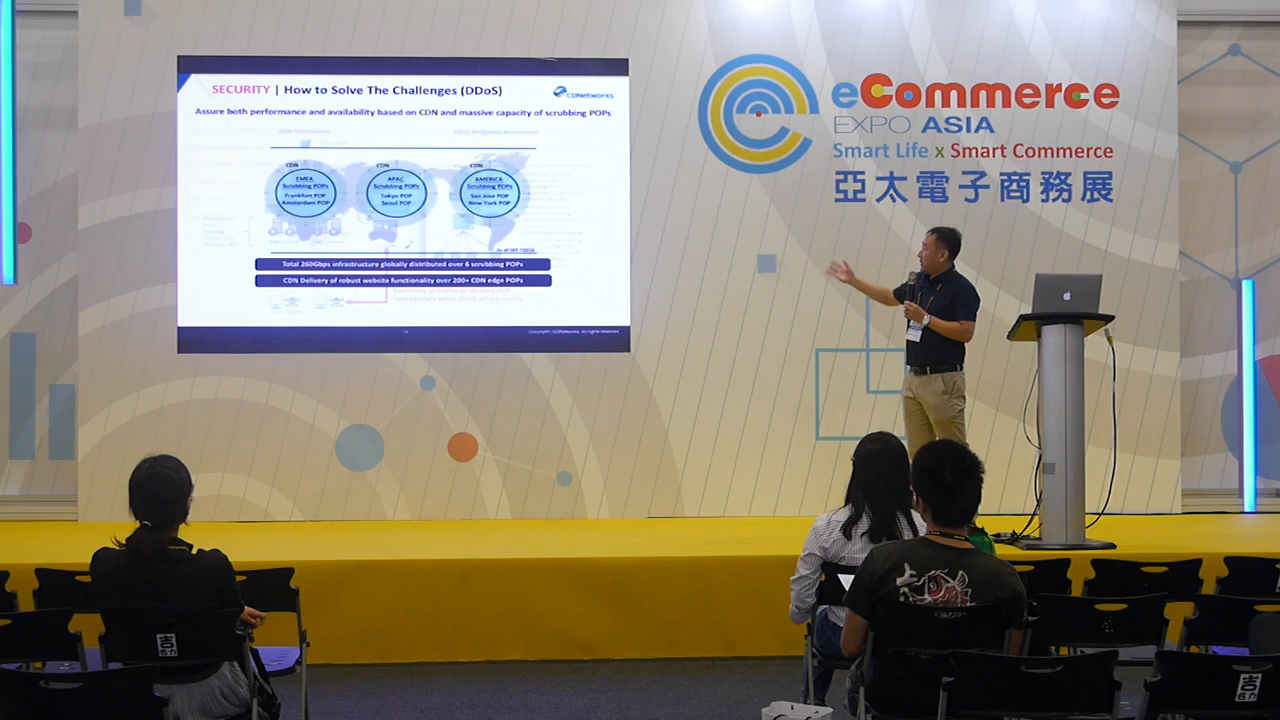 SECURITY | How to Solve The Challenges (DDoS)
CDNetworks
Assure both performance and availability based on CDN and massive capacity of scrubbing POPs
CDN
CDN
CDN
EMEA
Scrubbing POPs
Frankfurt POP
Amsterdam POP
APAC
Scrubbing POPs
Tokyo POP
Seoul POP
AMERICA
Scrubbing POPs
San Jose POP
New York POP
Total 260Gbps infrastructure globally distributed over 6 scrubbing POPs
CDN Delivery of robust website functionality over 200+ CDN edge POPs
eCommerce
EXPO ASIA
Smart Life x Smart Commerce
亞太電子商務展
吉
吉